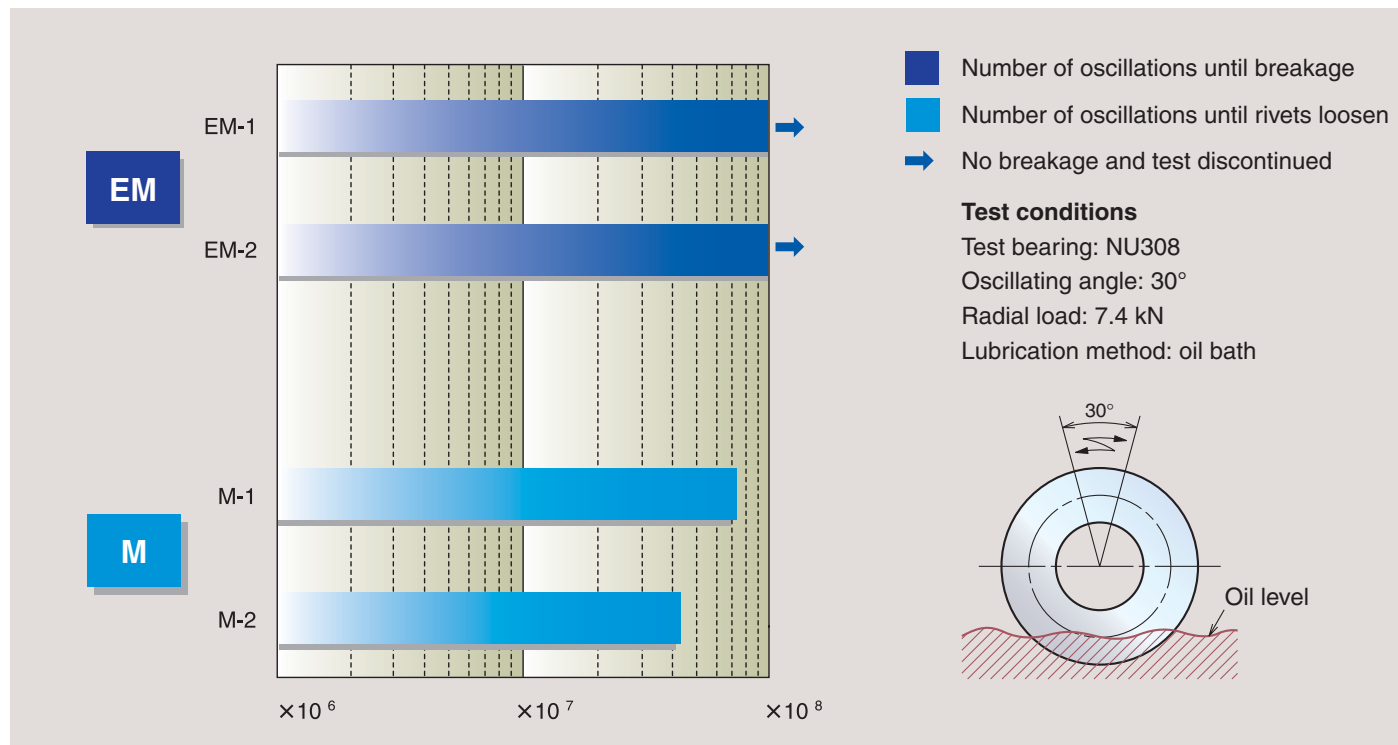 EM-1
EM
EM-2
M-1
M
M-2
×10 6
×10 7
×10 8
Number of oscillations until breakage
Number of oscillations until rivets loosen
No breakage and test discontinued
Test conditions
Test bearing: NU308
Oscillating angle: 30°
Radial load: 7.4 kN
Lubrication method: oil bath
30°
Oil level